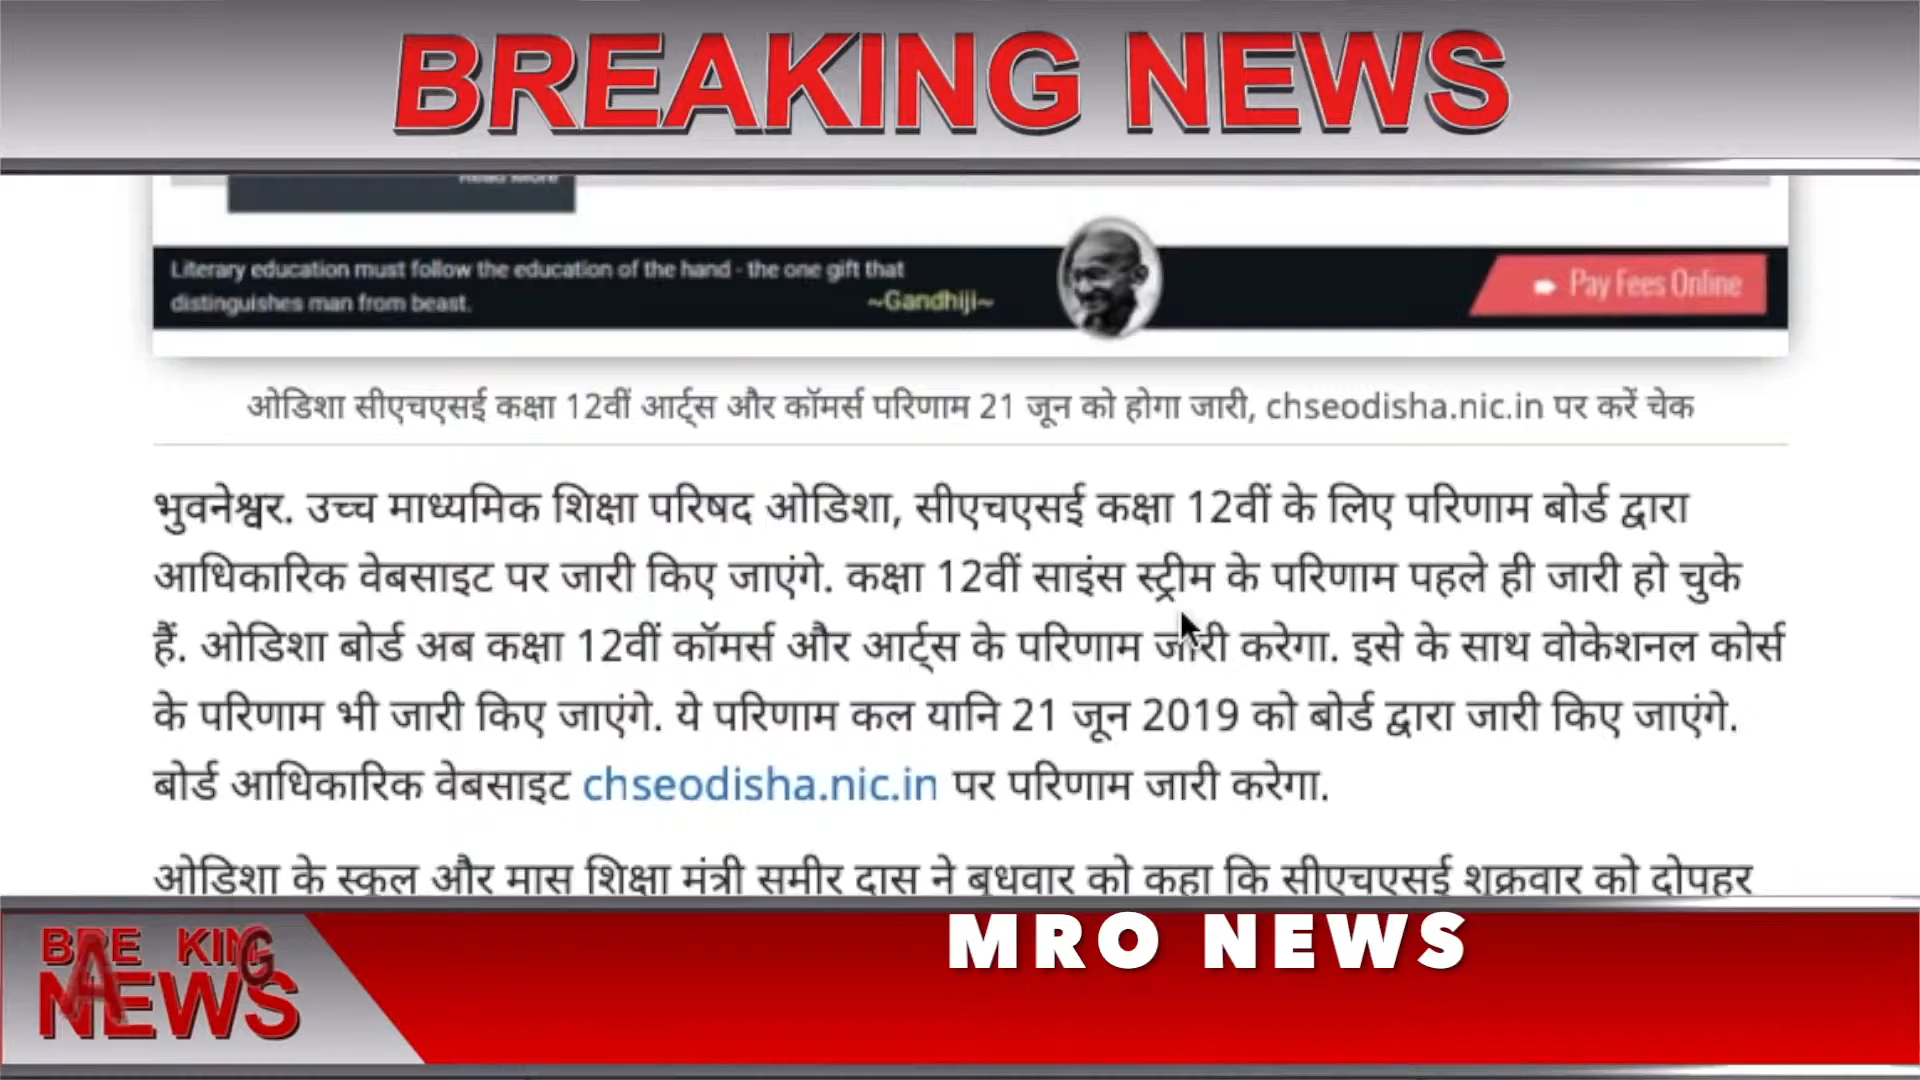 BREAKING NEWS
Read More
Literary education must follow the education of the hand - the one gift that
distinguishes man from beast.
~Gandhiji~
Pay Fees Online
ओडिशा सीएचएसई कक्षा 12वीं आर्ट्स और कॉमर्स परिणाम 21 जून को होगा जारी, chseodisha.nic.in पर करें चेक
भुवनेश्वर. उच्च माध्यमिक शिक्षा परिषद ओडिशा, सीएचएसई कक्षा 12वीं के लिए परिणाम बोर्ड द्वारा
आधिकारिक वेबसाइट पर जारी किए जाएंगे. कक्षा 12वीं साइंस स्ट्रीम के परिणाम पहले ही जारी हो चुके
हैं. ओडिशा बोर्ड अब कक्षा 12वीं कॉमर्स और आर्ट्स के परिणाम जारी करेगा. इसे के साथ वोकेशनल कोर्स
के परिणाम भी जारी किए जाएंगे. ये परिणाम कल यानि 21 जून 2019 को बोर्ड द्वारा जारी किए जाएंगे.
बोर्ड आधिकारिक वेबसाइट chseodisha.nic.in पर परिणाम जारी करेगा.
ओडिशा के स्कूल और मास शिक्षा मंत्री समीर दास ने बुधवार को कहा कि सीएचएसई शुक्रवार को दोपहर
MRO NEWS
BREAKING
NEWS